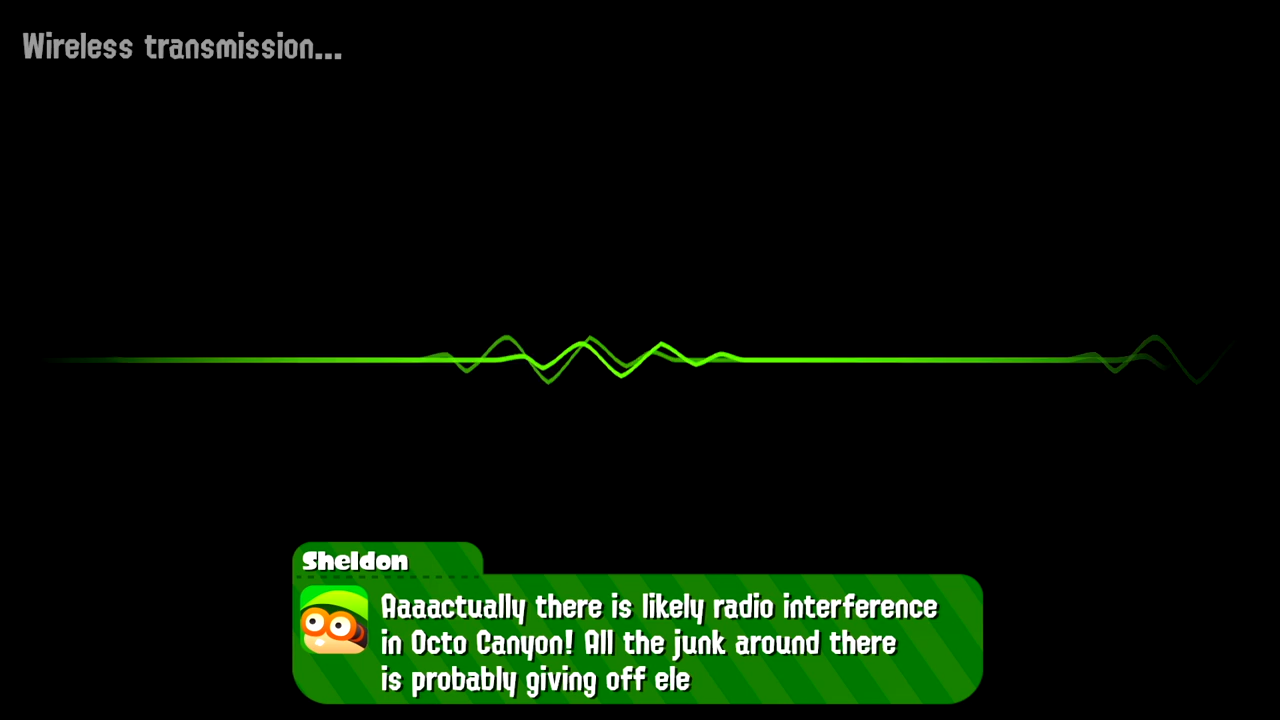 Wireless transmission...
Sheldon
Aaaactually there is likely radio interference
in Octo Canyon! All the junk around there
is probably giving off ele